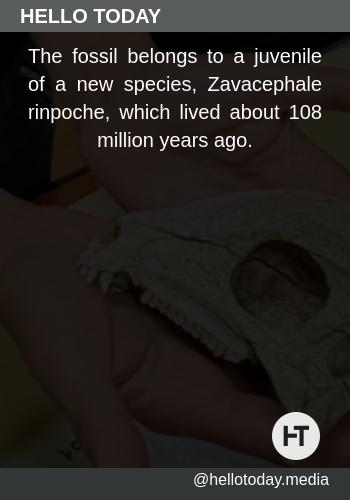 HELLO TODAY
The fossil belongs to a juvenile
of a new species, Zavacephale
rinpoche, which lived about 108
million years ago.
HT
@hellotoday.media